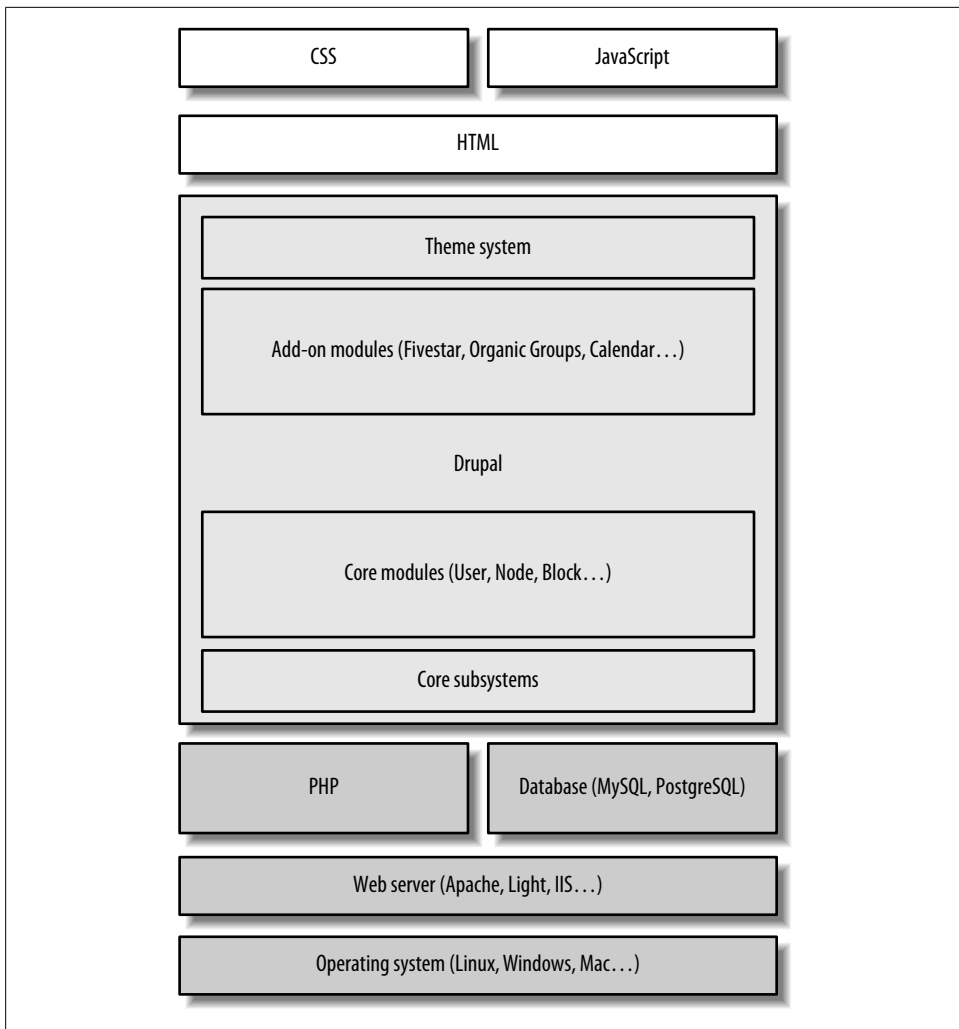 CSS
JavaScript
HTML
Theme system
Add-on modules (Fivestar, Organic Groups, Calendar…)
Drupal
Core modules (User, Node, Block…)
Core subsystems
PHP
Database (MySQL, PostgreSQL)
Web server (Apache, Light, IIS…)
Operating system (Linux, Windows, Mac…)